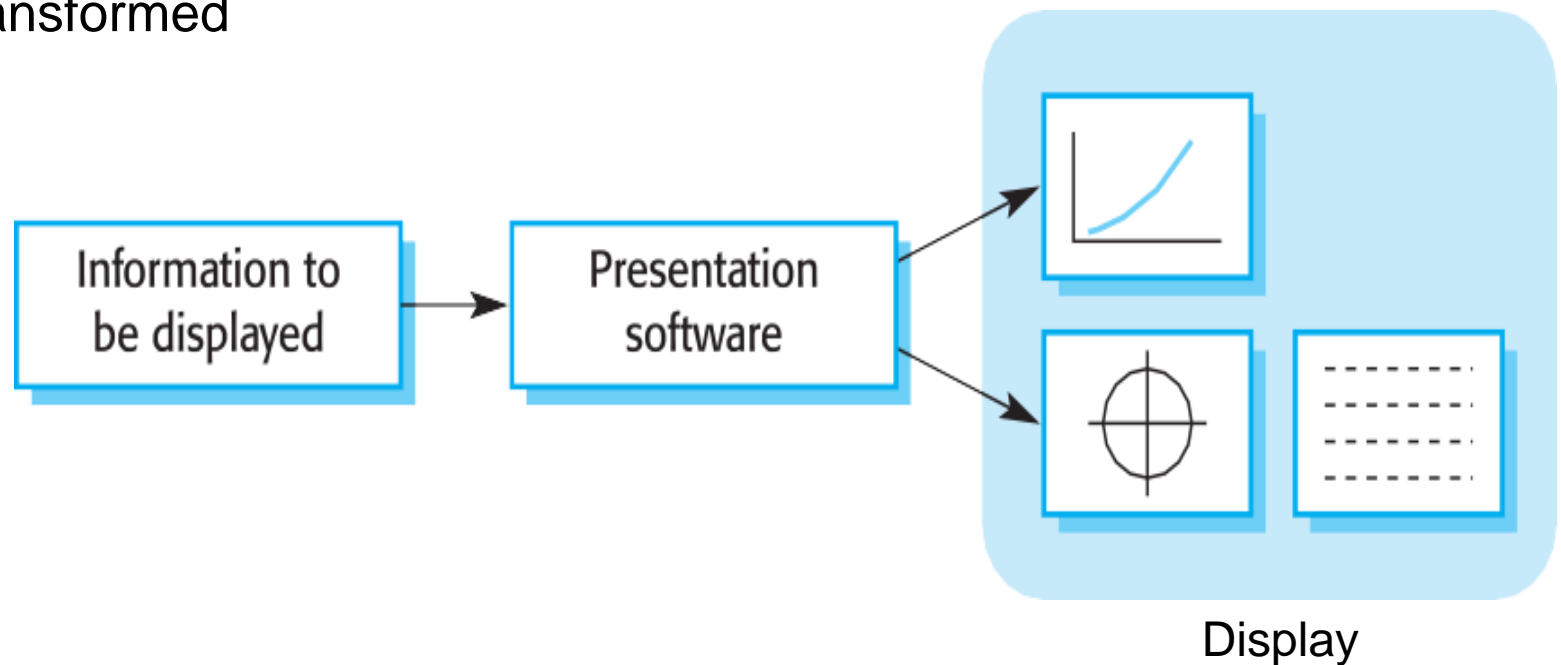 ansformed
Information to
be displayed
Presentation
software
Display